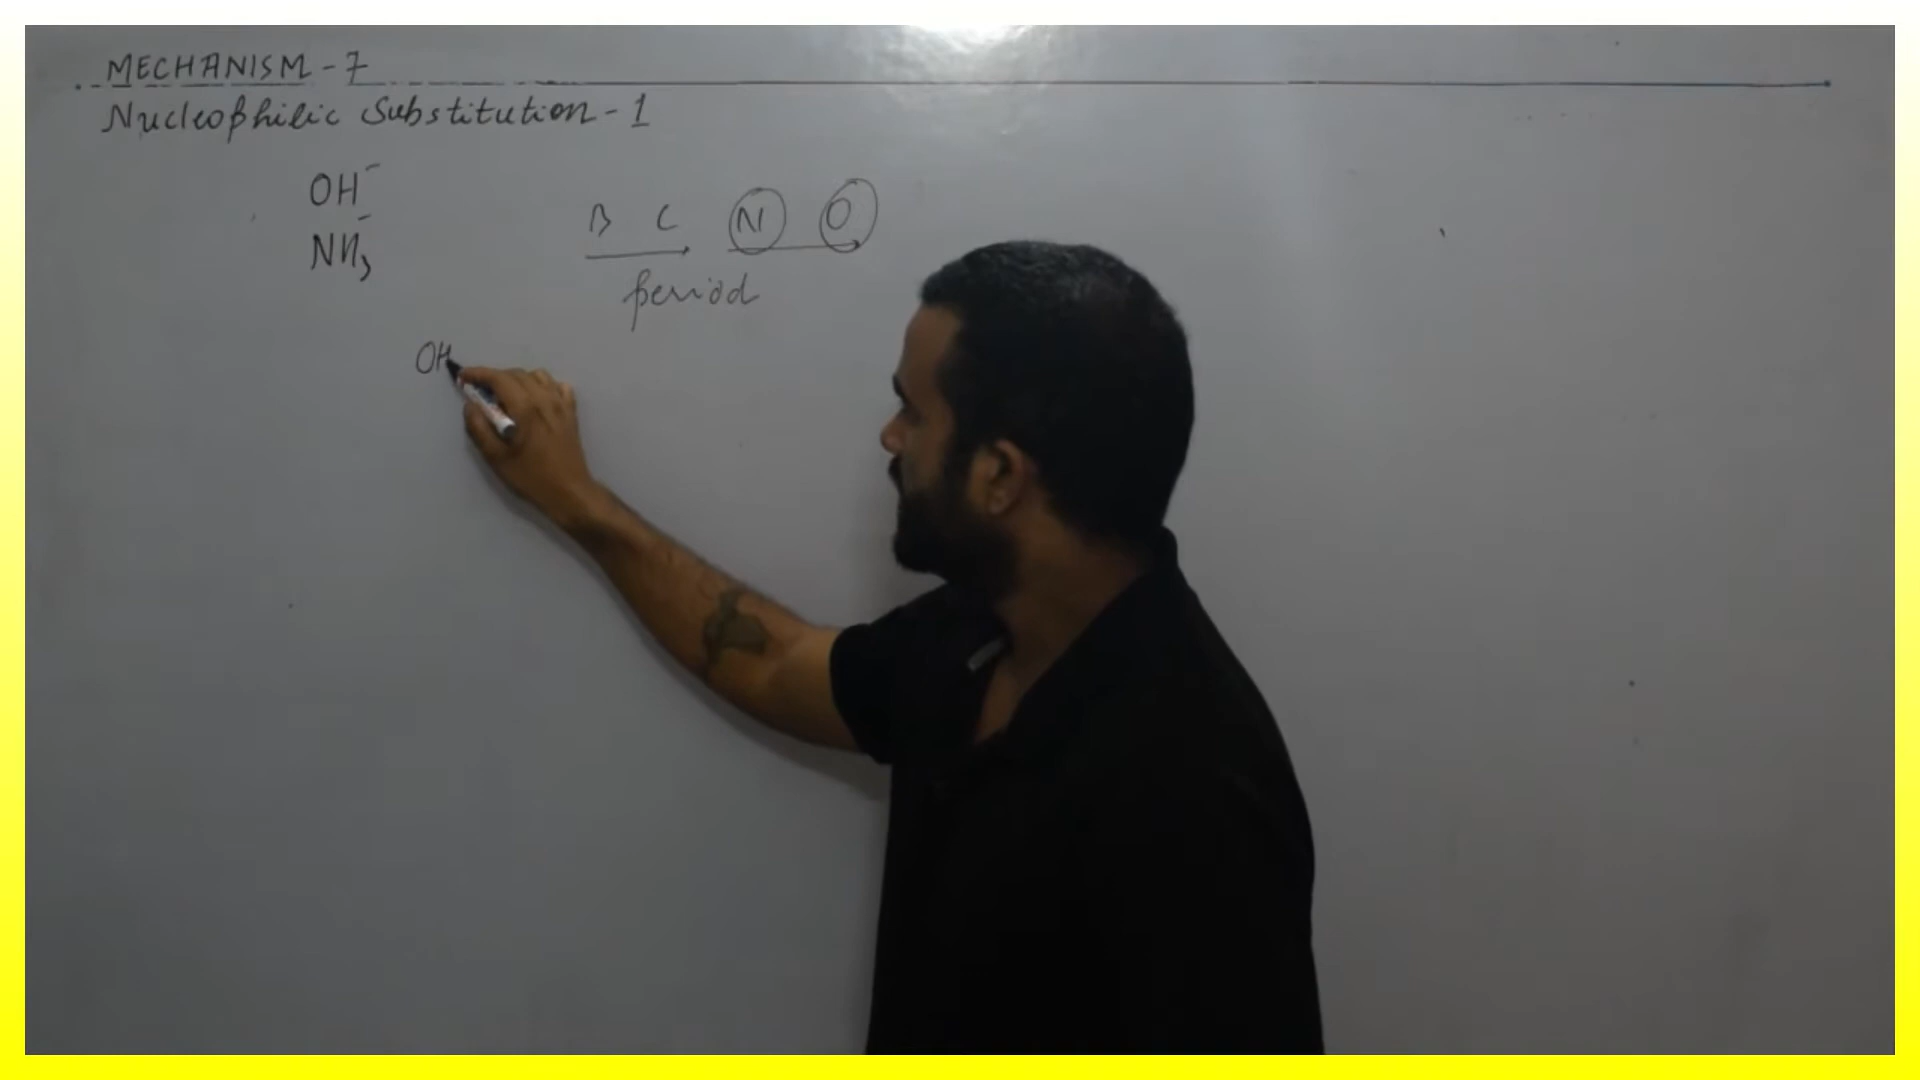 MECHANISM - 7
Nucleophilic Substitution - 1
OH⁻
NH₃⁻
B C N O
period
OH